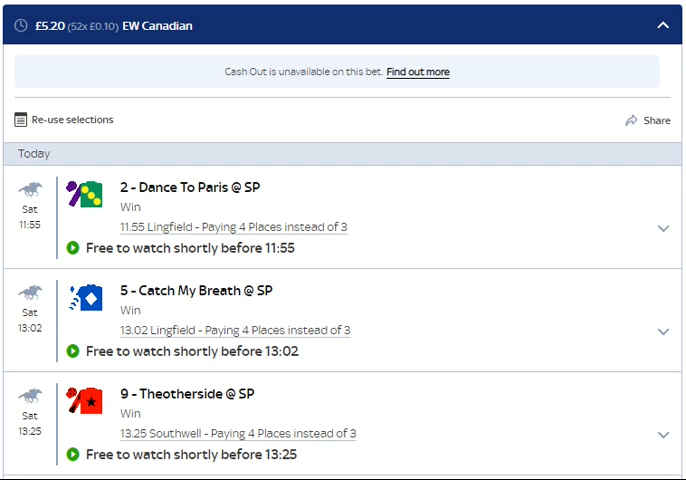 £5.20 (52x £0.10) EW Canadian
Cash Out is unavailable on this bet. Find out more
Re-use selections
Share
Today
2 - Dance To Paris @ SP
Win
Sat
11:55
11.55 Lingfield - Paying 4 Places instead of 3
Free to watch shortly before 11:55
5 - Catch My Breath @ SP
Win
Sat
13:02
13.02 Lingfield - Paying 4 Places instead of 3
Free to watch shortly before 13:02
9 - Theotherside @ SP
Win
Sat
13:25
13.25 Southwell - Paying 4 Places instead of 3
Free to watch shortly before 13:25